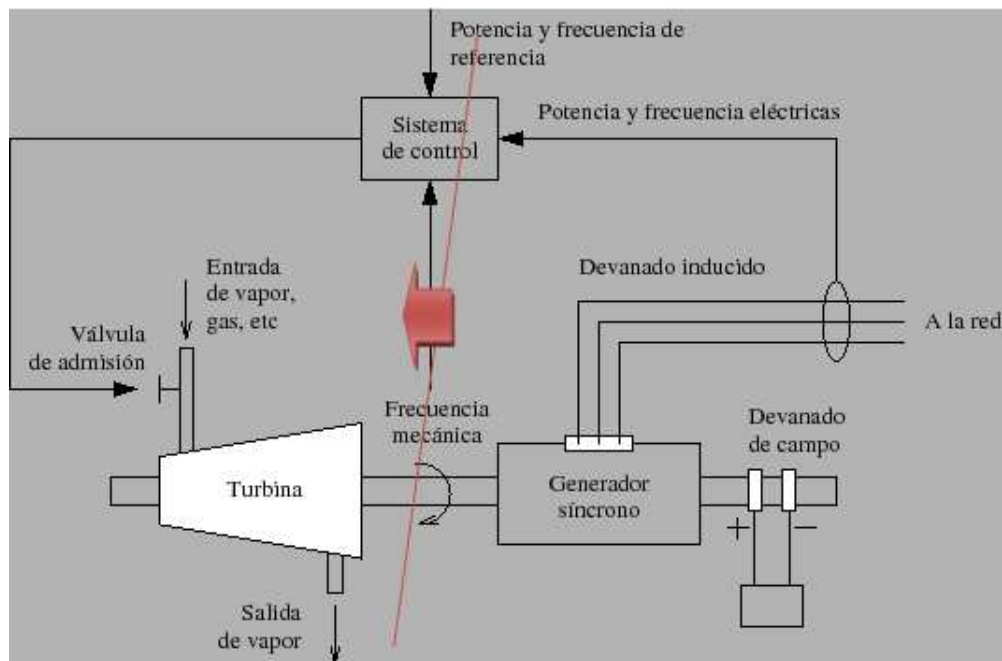 Potencia y frecuencia de
referencia
Sistema
de control
Potencia y frecuencia eléctricas
Entrada
de vapor,
gas, etc
Devanado inducido
Válvula
de admisión
A la red
Frecuencia
mecánica
Devanado
de campo
Turbina
Generador
síncrono
+ −
Salida
de vapor